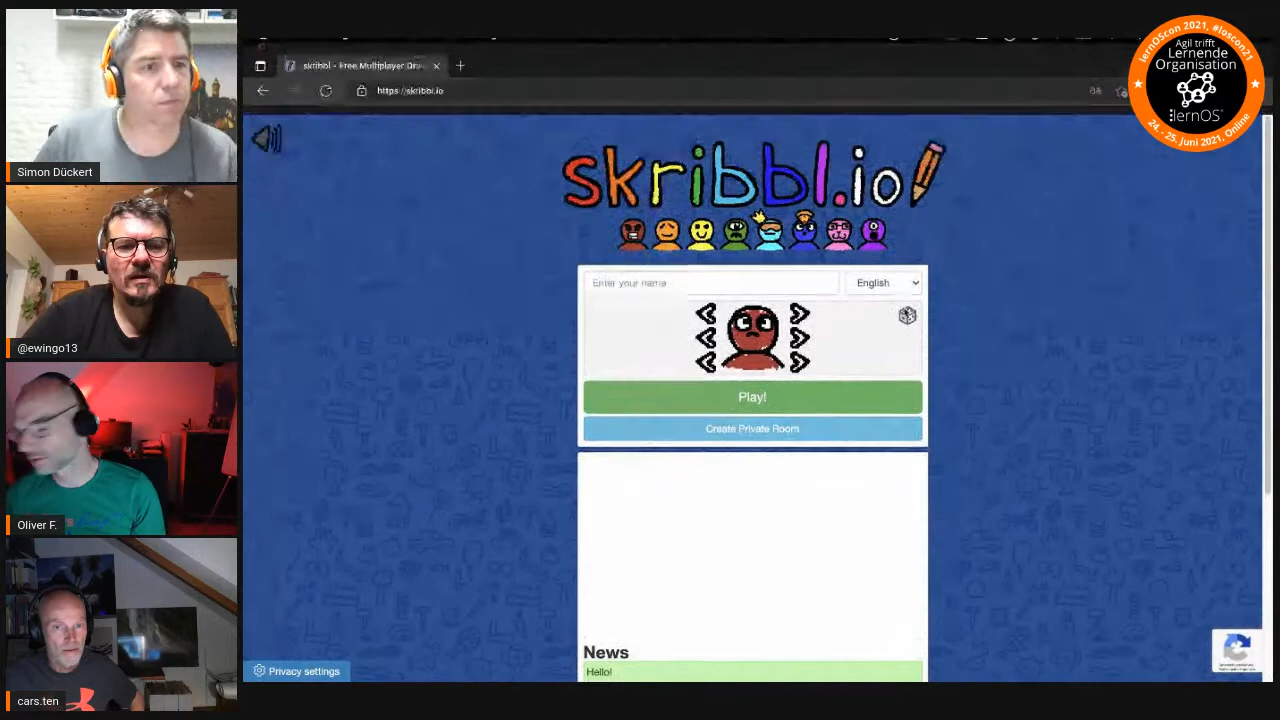 Simon Dückert
@ewingo13
Oliver F.
cars.ten
skribbl - Free Multiplayer Dr
https://skribbl.io
lernOScon 2021, #loscon21
Agil trifft
Lernende
Organisation
lernOS
24. - 25. Juni 2021, Online
skribbl.io
Enter your name
English
Play!
Create Private Room
News
Hello!
Privacy settings